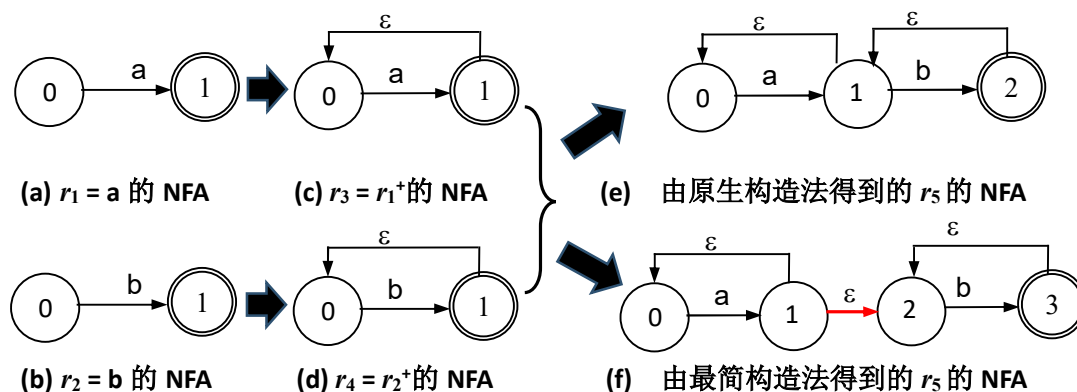 ε ε ε
a a a b
0 1 0 1 0 1 2
(a) r₁ = a 的 NFA (c) r₃ = r₁⁺的 NFA (e) 由原生构造法得到的 r₅ 的 NFA
ε ε ε
b b a ε b
0 1 0 1 0 1 2 3
(b) r₂ = b 的 NFA (d) r₄ = r₂⁺的 NFA (f) 由最简构造法得到的 r₅ 的 NFA